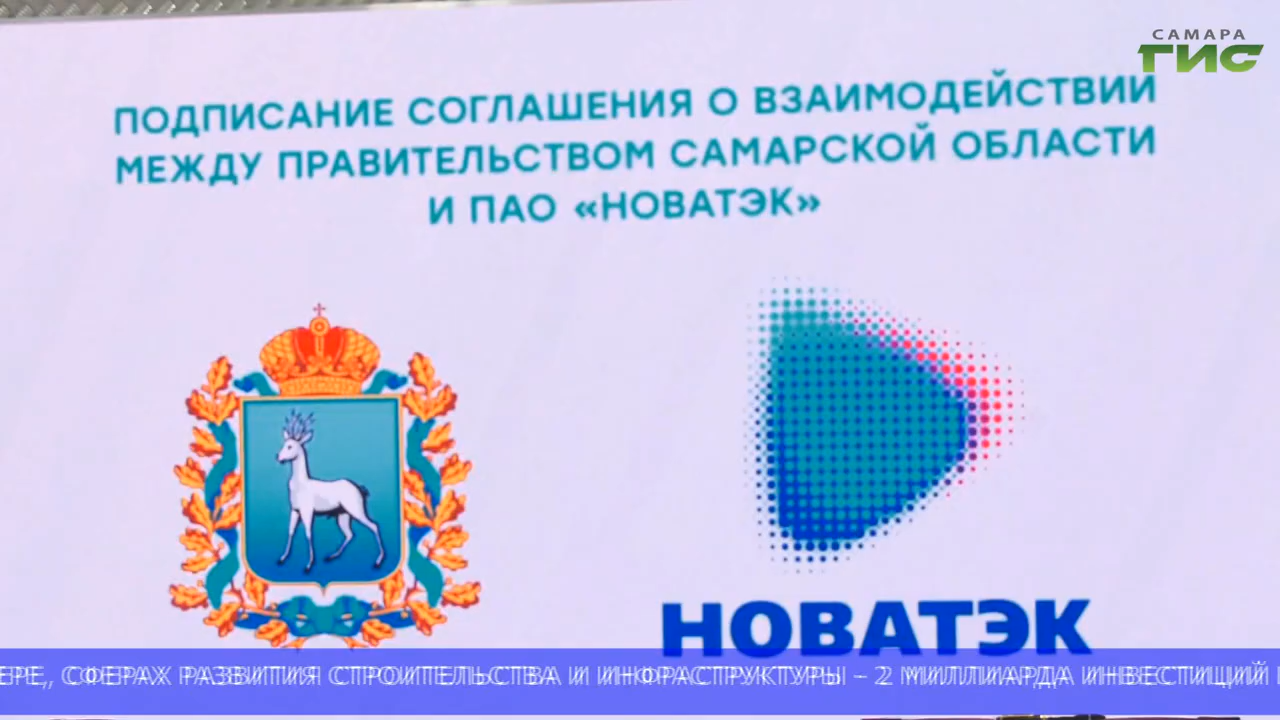 САМАРА
ГИС
ПОДПИСАНИЕ СОГЛАШЕНИЯ О ВЗАИМОДЕЙСТВИИ
МЕЖДУ ПРАВИТЕЛЬСТВОМ САМАРСКОЙ ОБЛАСТИ
И ПАО «НОВАТЭК»
НОВАТЭК
ЕРЕ, СФЕРАХ РАЗВИТИЯ СТРОИТЕЛЬСТВА И ИНФРАСТРУКТУРЫ – 2 МИЛЛИАРДА ИНВЕСТИЦИЙ